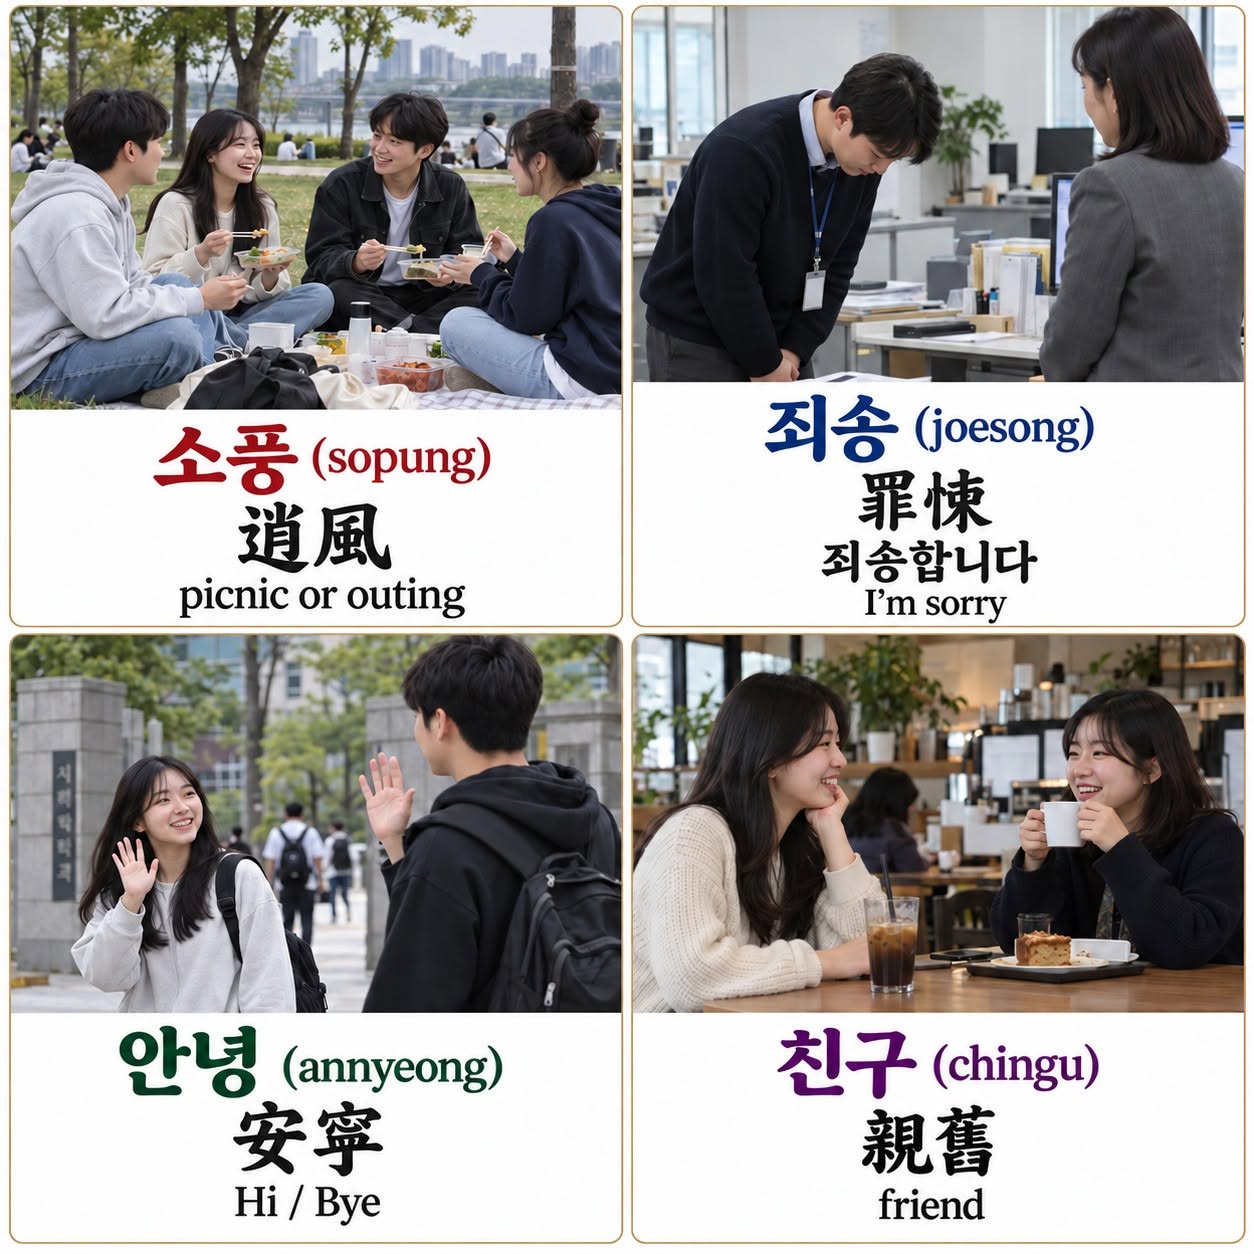 소풍 (sopung)
逍風
picnic or outing
죄송 (joesong)
罪悚
죄송합니다
I'm sorry
안녕 (annyeong)
安寧
Hi / Bye
친구 (chingu)
親舊
friend